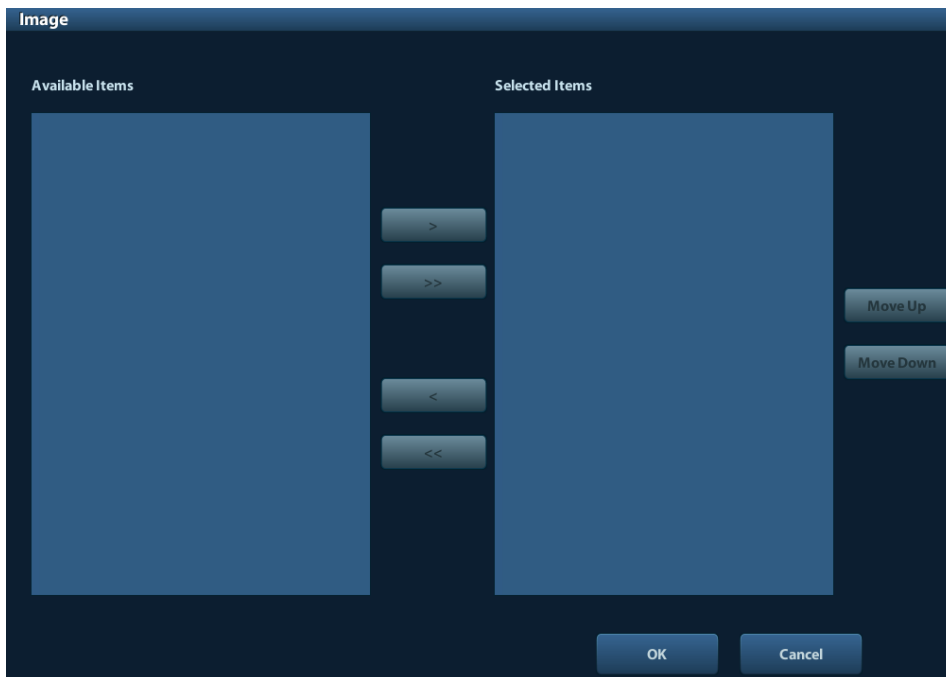 Image
Available Items
Selected Items
>
>>
Move Up
Move Down
<
<<
OK
Cancel